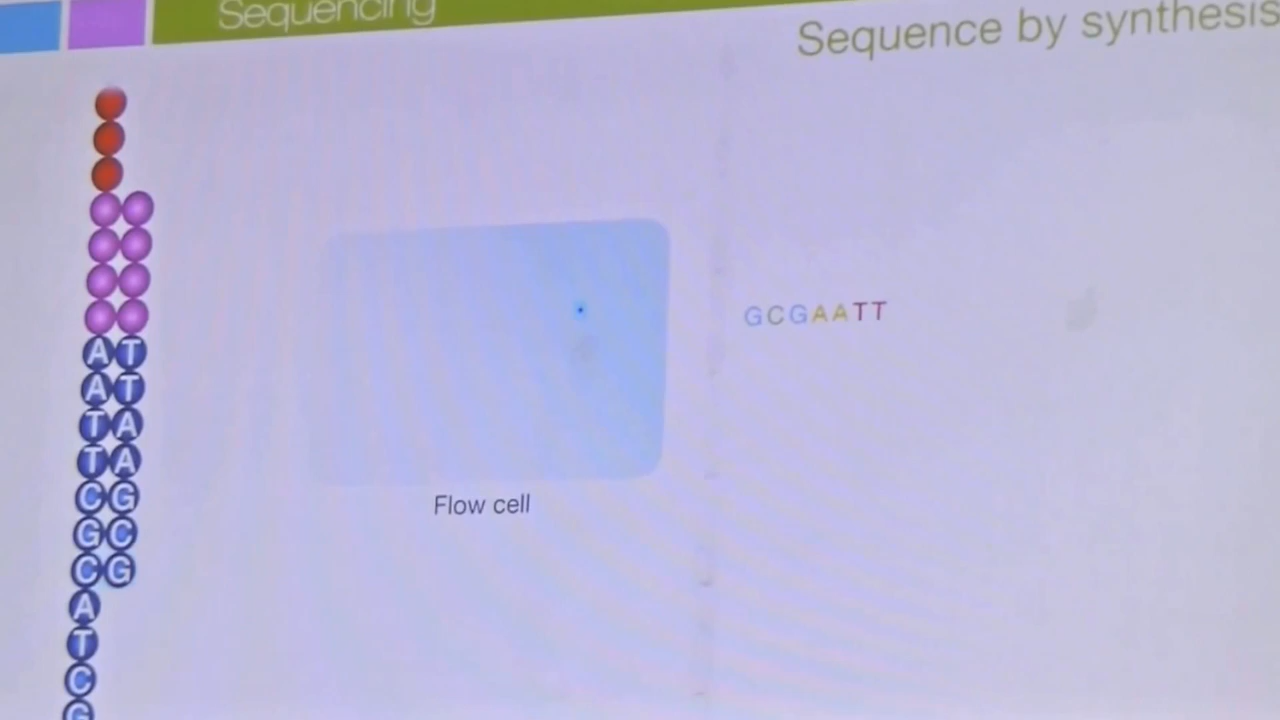 Sequencing
Sequence by synthesis
GCGAATT
A T
A T
T A
T A
C G
G C
C G
A
T
C
G
Flow cell